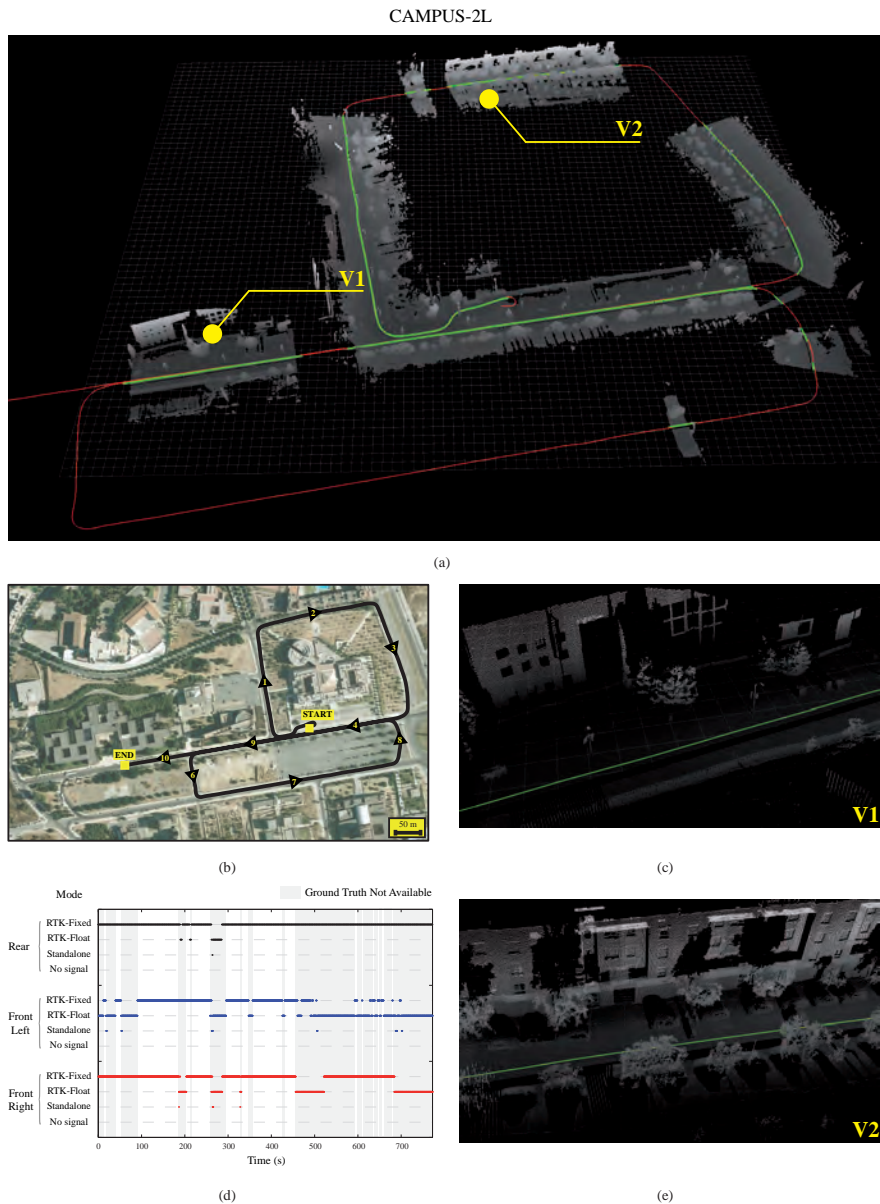 CAMPUS-2L
V2
V1
(a)
2
3
1
START
4
9
END
10
8
6
7
50 m
V1
(b)
(c)
Mode
Ground Truth Not Available
Rear
RTK-Fixed
RTK-Float
Standalone
No signal
Front
Left
RTK-Fixed
RTK-Float
Standalone
No signal
Front
Right
RTK-Fixed
RTK-Float
Standalone
No signal
0
100
200
300
400
500
600
700
Time (s)
V2
(d)
(e)